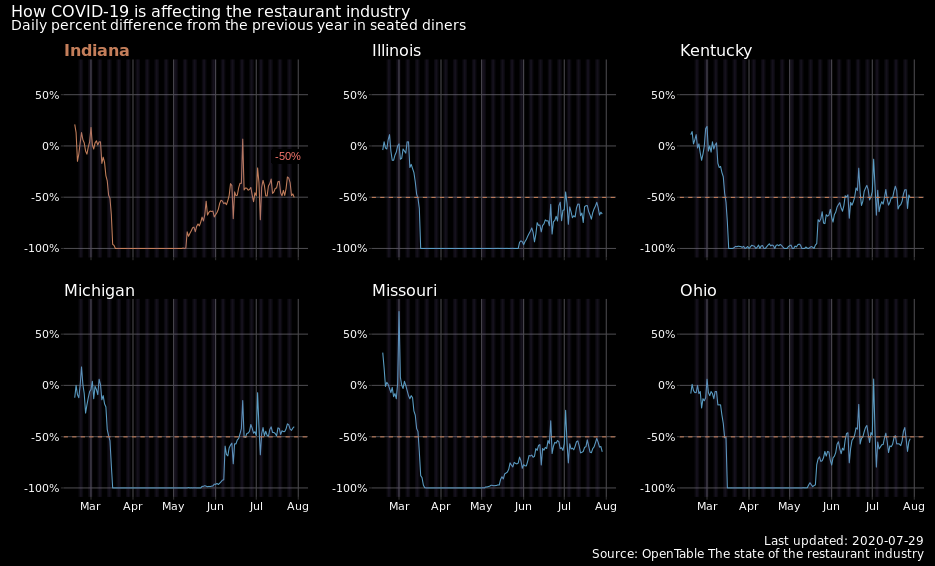 How COVID-19 is affecting the restaurant industry
Daily percent difference from the previous year in seated diners
Indiana
Illinois
Kentucky
50%
50%
50%
0%
0%
0%
-50%
-50%
-50%
-50%
-100%
-100%
-100%
Michigan
Missouri
Ohio
50%
50%
50%
0%
0%
0%
-50%
-50%
-50%
-100%
-100%
-100%
Mar Apr May Jun Jul Aug
Mar Apr May Jun Jul Aug
Mar Apr May Jun Jul Aug
Last updated: 2020-07-29
Source: OpenTable The state of the restaurant industry